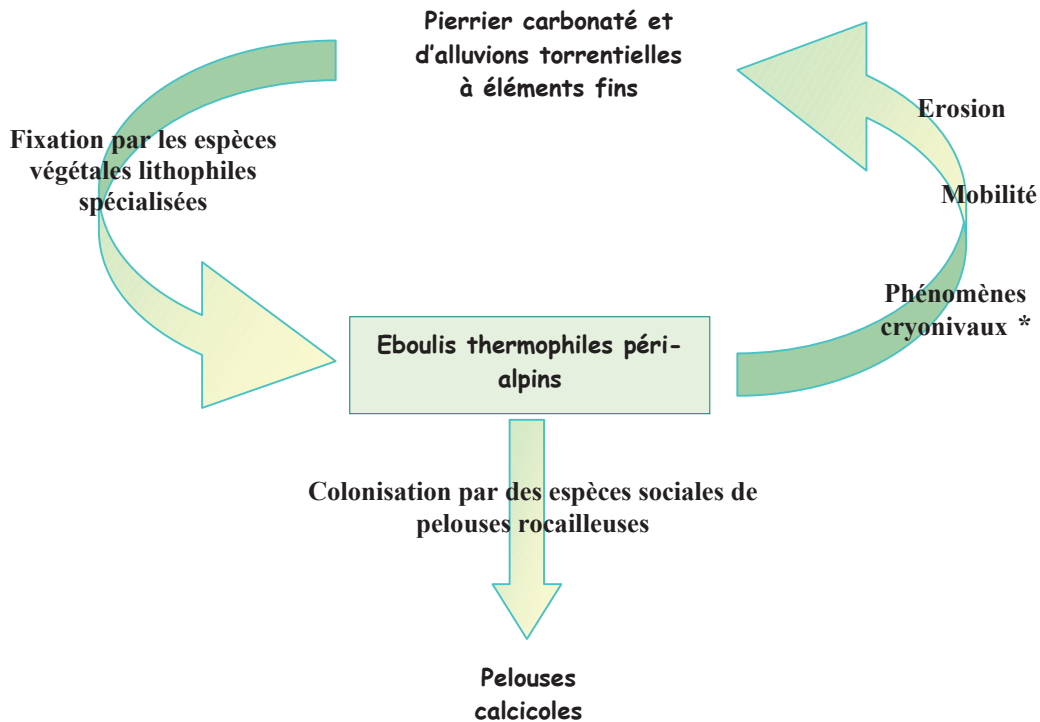 Pierrier carbonaté et
d'alluvions torrentielles
à éléments fins
Erosion
Fixation par les espèces
végétales lithophiles
spécialisées
Mobilité
Phénomènes
cryonivaux *
Eboulis thermophiles péri-
alpins
Colonisation par des espèces sociales de
pelouses rocailleuses
Pelouses
calcicoles